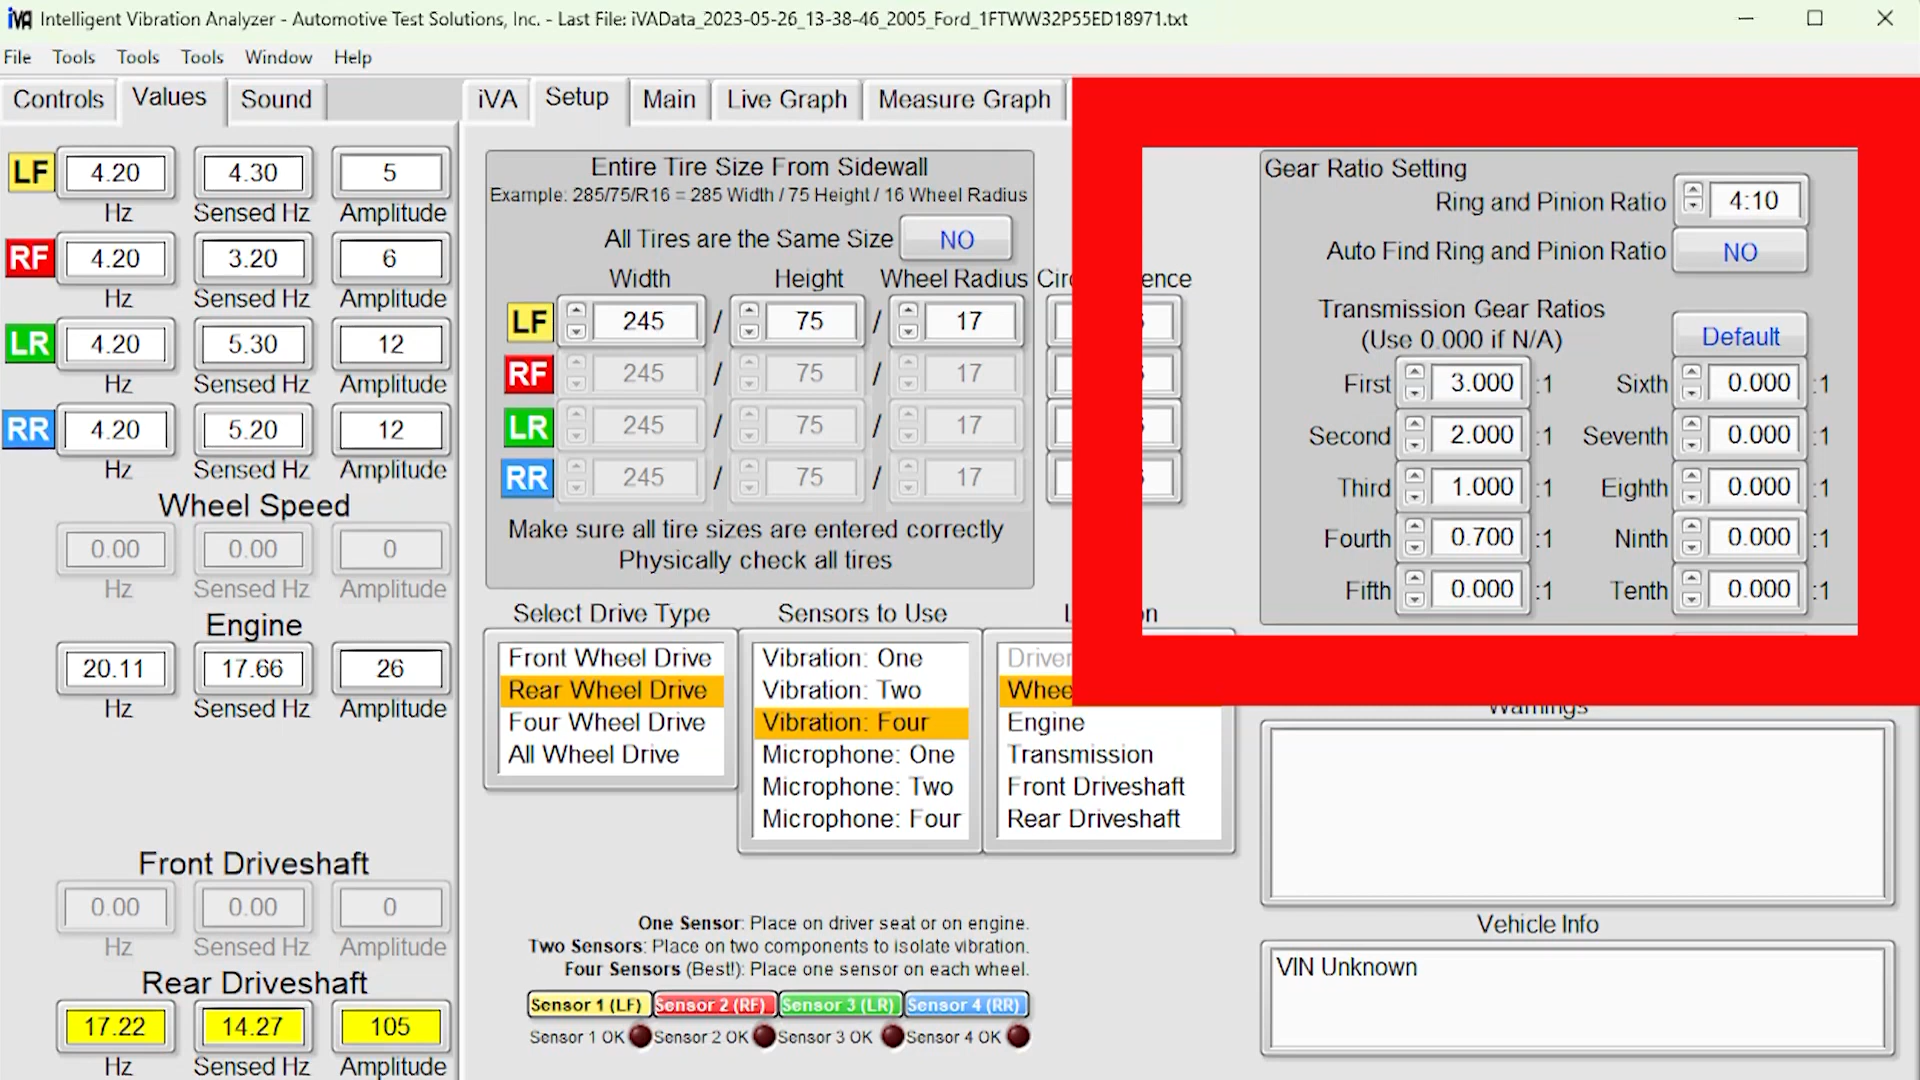 iVA Intelligent Vibration Analyzer - Automotive Test Solutions, Inc. - Last File: iVAData_2023-05-26_13-38-46_2005_Ford_1FTWW32P55ED18971.txt
File Tools Tools Tools Window Help
Controls Values Sound iVA Setup Main Live Graph Measure Graph
LF 4.20 4.30 5
Hz Sensed Hz Amplitude
RF 4.20 3.20 6
Hz Sensed Hz Amplitude
LR 4.20 5.30 12
Hz Sensed Hz Amplitude
RR 4.20 5.20 12
Hz Sensed Hz Amplitude
Wheel Speed
0.00 0.00 0
Hz Sensed Hz Amplitude
Engine
20.11 17.66 26
Hz Sensed Hz Amplitude
Front Driveshaft
0.00 0.00 0
Hz Sensed Hz Amplitude
Rear Driveshaft
17.22 14.27 105
Hz Sensed Hz Amplitude
Entire Tire Size From Sidewall
Example: 285/75/R16 = 285 Width / 75 Height / 16 Wheel Radius
All Tires are the Same Size NO
Width Height Wheel Radius
LF 245 / 75 / 17
RF 245 / 75 / 17
LR 245 / 75 / 17
RR 245 / 75 / 17
Make sure all tire sizes are entered correctly
Physically check all tires
Select Drive Type
Front Wheel Drive
Rear Wheel Drive
Four Wheel Drive
All Wheel Drive
Sensors to Use
Vibration: One
Vibration: Two
Vibration: Four
Microphone: One
Microphone: Two
Microphone: Four
Engine
Transmission
Front Driveshaft
Rear Driveshaft
One Sensor: Place on driver seat or on engine.
Two Sensors: Place on two components to isolate vibration.
Four Sensors (Best!): Place one sensor on each wheel.
Sensor 1 (LF) Sensor 2 (RF) Sensor 3 (LR) Sensor 4 (RR)
Sensor 1 OK Sensor 2 OK Sensor 3 OK Sensor 4 OK
Gear Ratio Setting
Ring and Pinion Ratio 4:10
Auto Find Ring and Pinion Ratio NO
Transmission Gear Ratios
(Use 0.000 if N/A) Default
First 3.000 :1 Sixth 0.000 :1
Second 2.000 :1 Seventh 0.000 :1
Third 1.000 :1 Eighth 0.000 :1
Fourth 0.700 :1 Ninth 0.000 :1
Fifth 0.000 :1 Tenth 0.000 :1
Warnings
Vehicle Info
VIN Unknown